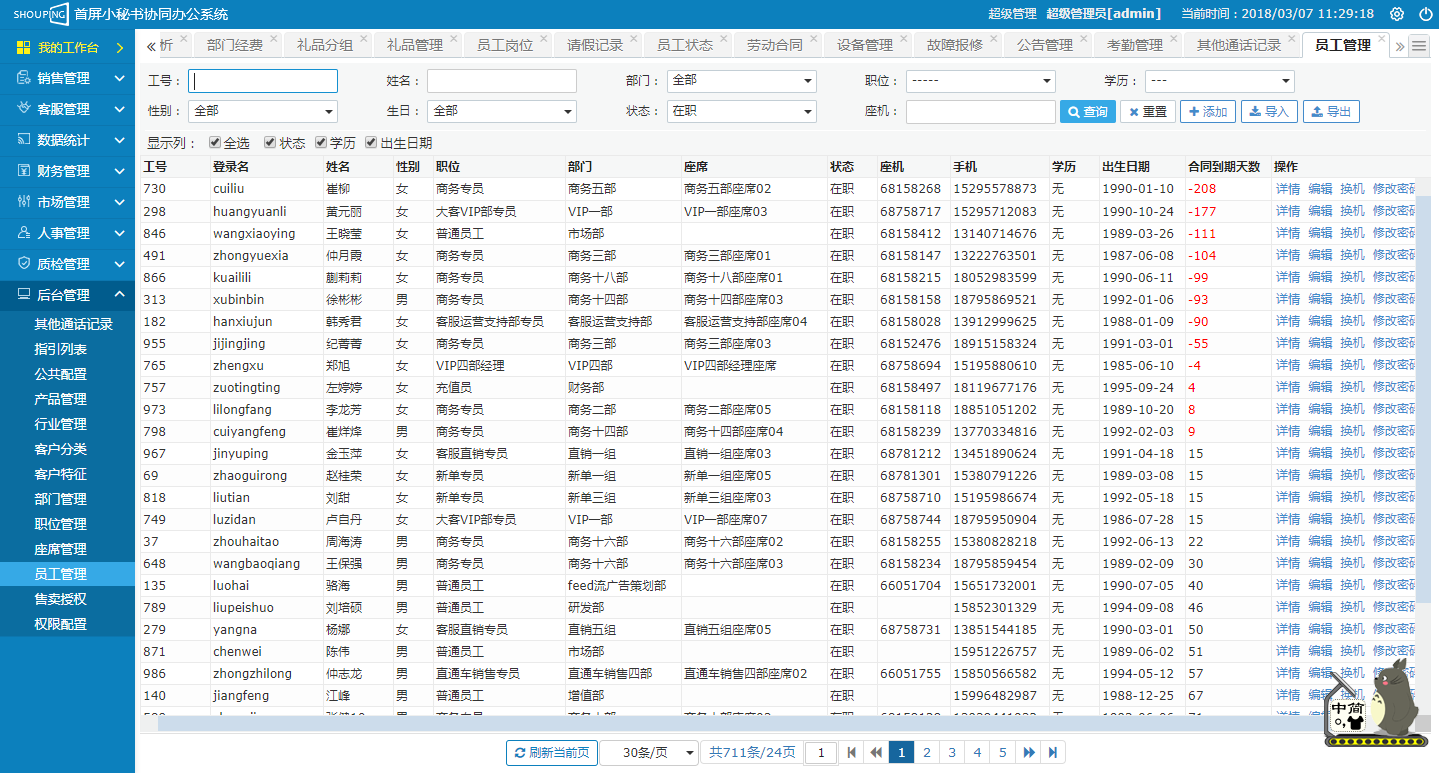 SHOUPING 首屏小秘书协同办公系统 超级管理 超级管理员[admin] 当前时间：2018/03/07 11:29:18
我的工作台
销售管理
客服管理
数据统计
财务管理
市场管理
人事管理
质检管理
后台管理
其他通话记录
指引列表
公共配置
产品管理
行业管理
客户分类
客户特征
部门管理
职位管理
座席管理
员工管理
售卖授权
权限配置
析 部门经费 礼品分组 礼品管理 员工岗位 请假记录 员工状态 劳动合同 设备管理 故障报修 公告管理 考勤管理 其他通话记录 员工管理
工号： 姓名： 部门： 全部 职位： ----- 学历： ---
性别： 全部 生日： 全部 状态： 在职 座机： 查询 重置 添加 导入 导出
显示列： 全选 状态 学历 出生日期
工号 登录名 姓名 性别 职位 部门 座席 状态 座机 手机 学历 出生日期 合同到期天数 操作
730 cuiliu 崔柳 女 商务专员 商务五部 商务五部座席02 在职 68158268 15295578873 无 1990-01-10 -208 详情 编辑 换机 修改密码
298 huangyuanli 黄元丽 女 大客VIP部专员 VIP一部 VIP一部座席03 在职 68758717 15295712083 无 1990-10-24 -177 详情 编辑 换机 修改密码
846 wangxiaoying 王晓莹 女 普通员工 市场部 在职 68158412 13140714676 无 1989-03-26 -111 详情 编辑 换机 修改密码
491 zhongyuexia 仲月霞 女 商务专员 商务三部 商务三部座席01 在职 68158147 13222763501 无 1987-06-08 -104 详情 编辑 换机 修改密码
866 kuailili 蒯莉莉 女 商务专员 商务十八部 商务十八部座席01 在职 68158215 18052983599 无 1990-06-11 -99 详情 编辑 换机 修改密码
313 xubinbin 徐彬彬 男 商务专员 商务十四部 商务十四部座席03 在职 68158158 18795869521 无 1992-01-06 -93 详情 编辑 换机 修改密码
182 hanxiujun 韩秀君 女 客服运营支持部专员 客服运营支持部 客服运营支持部座席04 在职 68158028 13912999625 无 1988-01-09 -90 详情 编辑 换机 修改密码
955 jijingjing 纪菁菁 女 商务专员 商务三部 商务三部座席03 在职 68152476 18915158324 无 1991-03-01 -55 详情 编辑 换机 修改密码
765 zhengxu 郑旭 女 VIP四部经理 VIP四部 VIP四部经理座席 在职 68758694 15195880610 无 1985-06-10 -4 详情 编辑 换机 修改密码
757 zuotingting 左婷婷 女 充值员 财务部 在职 68158497 18119677176 无 1995-09-24 4 详情 编辑 换机 修改密码
973 lilongfang 李龙芳 女 商务专员 商务二部 商务二部座席05 在职 68158118 18851051202 无 1989-10-20 8 详情 编辑 换机 修改密码
798 cuiyangfeng 崔烊烽 男 商务专员 商务十四部 商务十四部座席04 在职 68158239 13770334816 无 1992-02-03 9 详情 编辑 换机 修改密码
967 jinyuping 金玉萍 女 客服直销专员 直销一组 直销一组座席03 在职 68781212 13451890624 无 1991-04-18 15 详情 编辑 换机 修改密码
69 zhaoguirong 赵桂荣 女 新单专员 新单一组 新单一组座席05 在职 68781301 15380791226 无 1989-03-08 15 详情 编辑 换机 修改密码
818 liutian 刘甜 女 新单专员 新单三组 新单三组座席03 在职 68758710 15195986674 无 1992-05-18 15 详情 编辑 换机 修改密码
749 luzidan 卢自丹 女 大客VIP部专员 VIP一部 VIP一部座席07 在职 68758744 18795950904 无 1986-07-28 15 详情 编辑 换机 修改密码
37 zhouhaitao 周海涛 男 商务专员 商务十六部 商务十六部座席02 在职 68158255 15380828218 无 1992-06-13 22 详情 编辑 换机 修改密码
648 wangbaoqiang 王保强 男 商务专员 商务十六部 商务十六部座席03 在职 68158234 18795859454 无 1989-02-09 30 详情 编辑 换机 修改密码
135 luohai 骆海 男 普通员工 feed流广告策划部 在职 66051704 15651732001 无 1990-07-05 40 详情 编辑 换机 修改密码
789 liupeishuo 刘培硕 男 普通员工 研发部 在职 15852301329 无 1994-09-08 46 详情 编辑 换机 修改密码
279 yangna 杨娜 女 客服直销专员 直销五组 直销五组座席05 在职 68758731 13851544185 无 1990-03-01 50 详情 编辑 换机 修改密码
871 chenwei 陈伟 男 普通员工 市场部 在职 15951226757 无 1989-06-02 51 详情 编辑 换机 修改密码
986 zhongzhilong 仲志龙 男 直通车销售专员 直通车销售四部 直通车销售四部座席02 在职 66051755 15850566582 无 1994-05-12 57 详情 编辑 换机
140 jiangfeng 江峰 男 普通员工 增值部 在职 15996482987 无 1988-12-25 67 详情 编辑
中简
刷新当前页 30条/页 共711条/24页 1 1 2 3 4 5